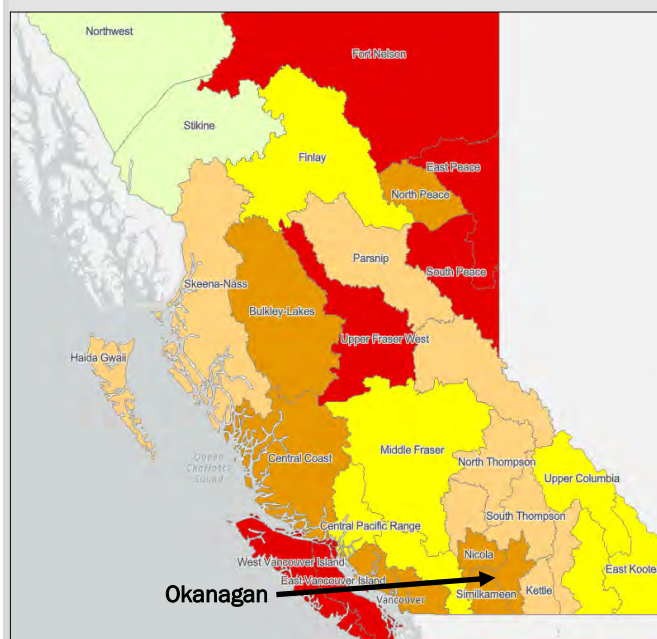 Northwest
Fort Nelson
Stikine
Finlay
East Peace
North Peace
Parsnip
South Peace
Skeena-Nass
Bulkley-Lakes
Upper Fraser West
Haida Gwaii
Middle Fraser
Queen
Charlotte
Sound
Central Coast
North Thompson
Upper Columbia
South Thompson
Central Pacific Range
Nicola
West Vancouver Island
East Koote
East Vancouver Island
Okanagan
Vancouver
Similkameen
Kettle